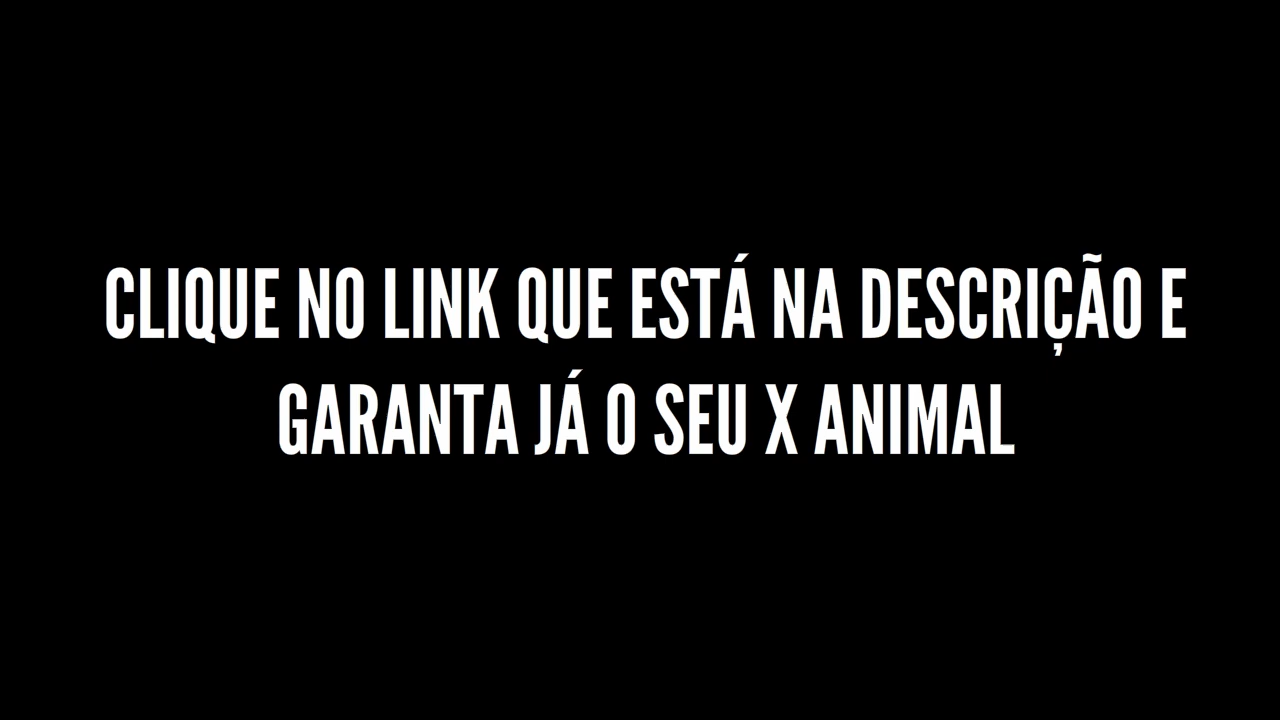 CLIQUE NO LINK QUE ESTÁ NA DESCRIÇÃO E
GARANTA JÁ O SEU X ANIMAL